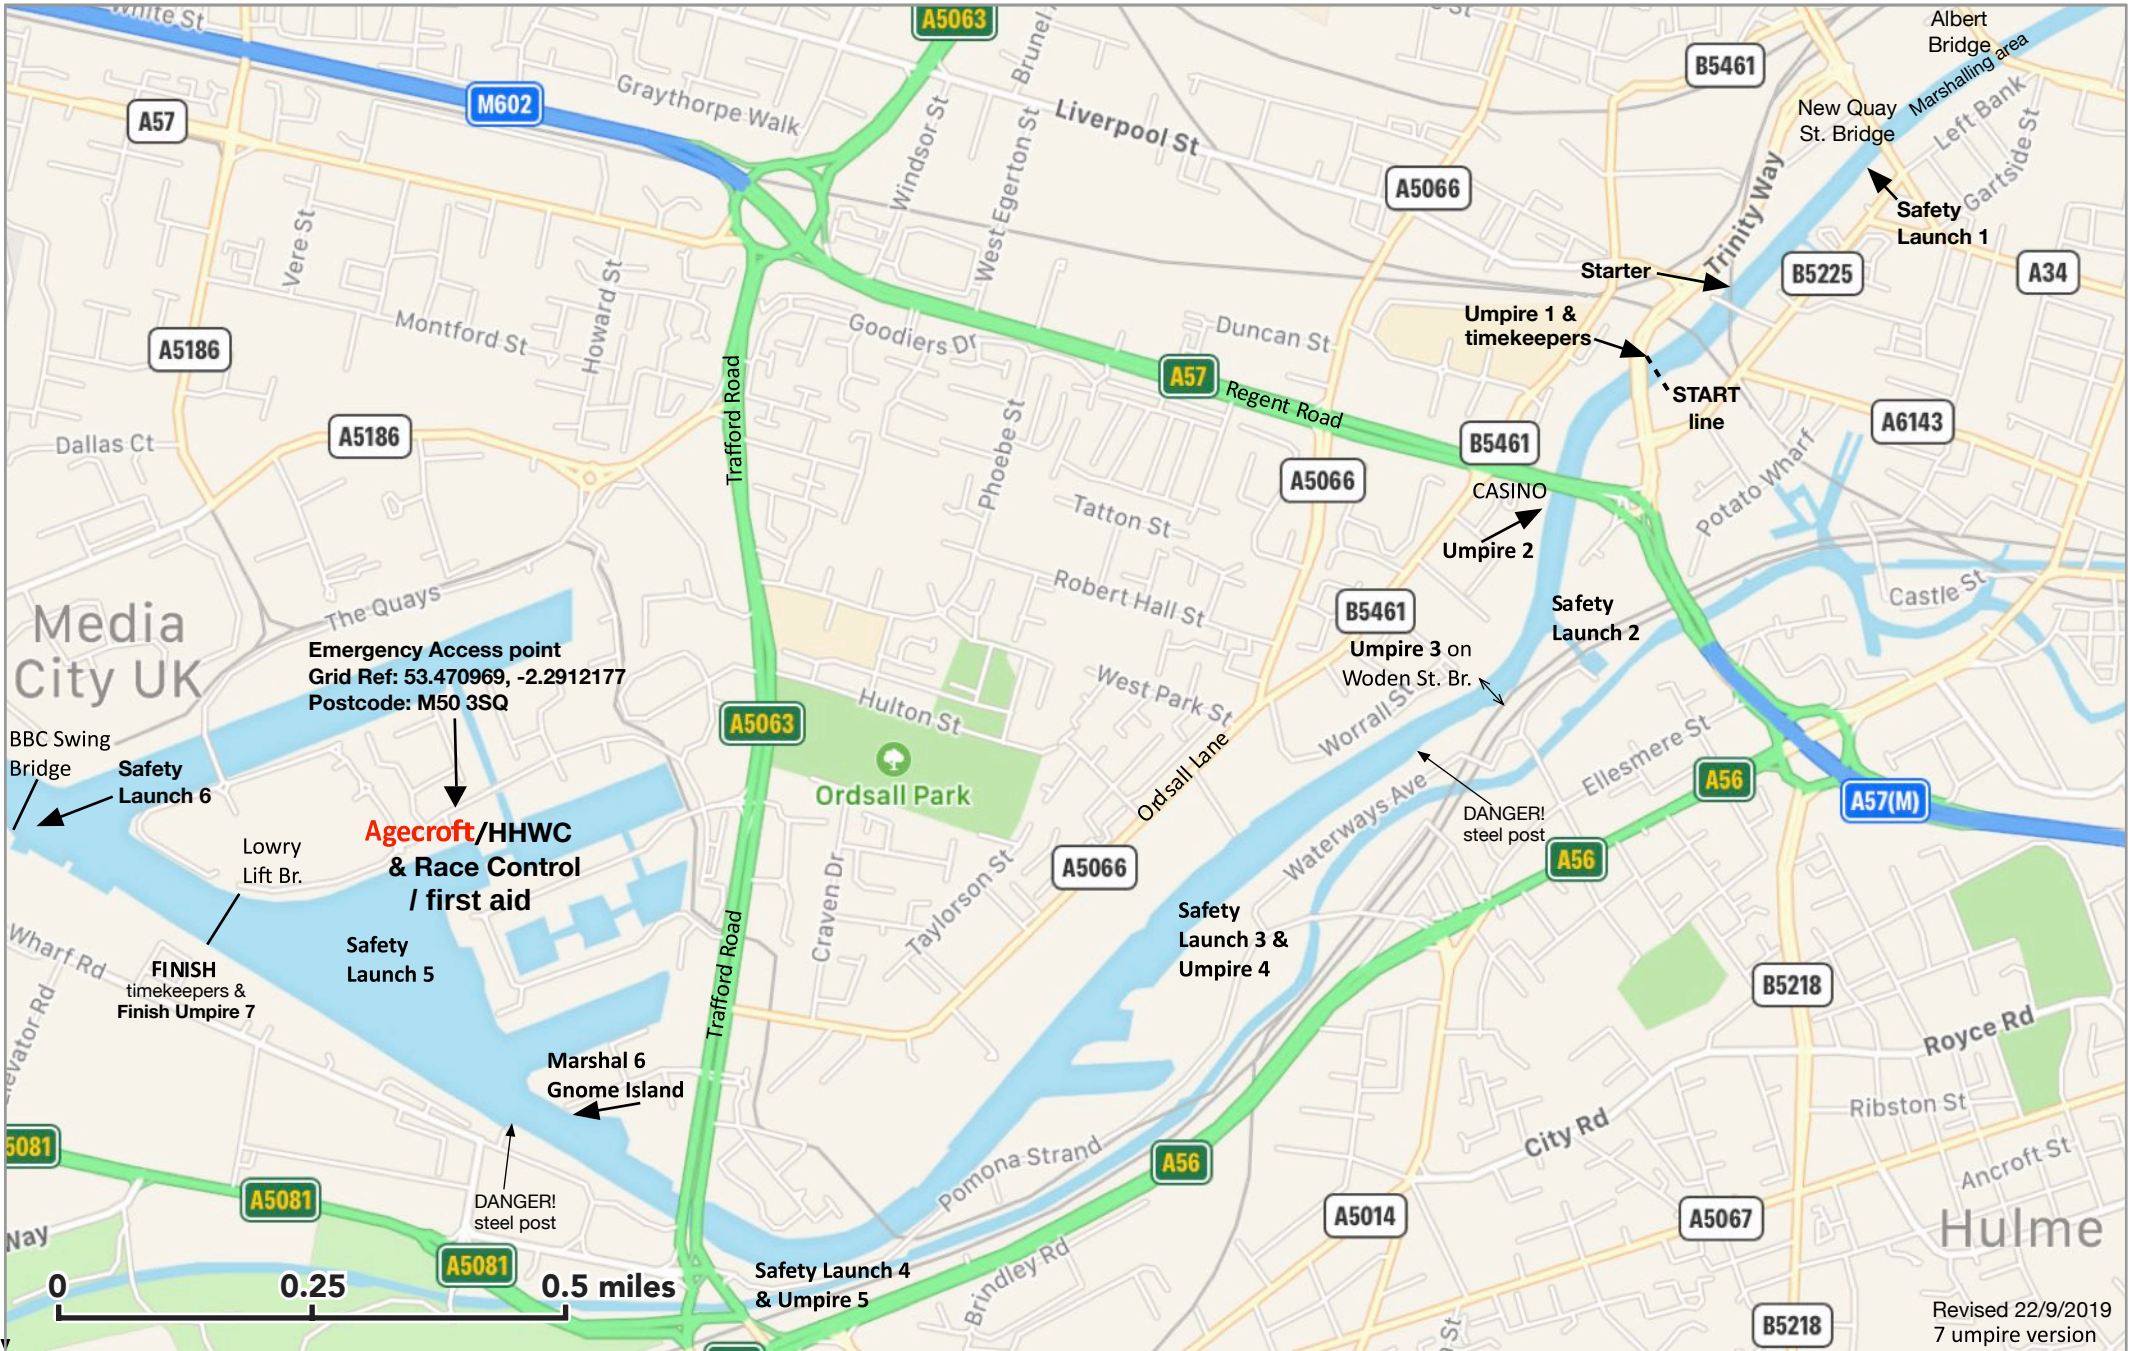 White St
A5063
Brunel
Albert
Bridge
Marshalling area
B5461
M602
Graythorpe Walk
A57
Liverpool St
New Quay
St. Bridge
Left Bank
Gartside St
Windsor St
West Egerton St
A5066
Trinity Way
Safety
Launch 1
Vere St
Howard St
Starter
B5225
A34
Umpire 1 &
timekeepers
Montford St
Goodiers Dr
Duncan St
A5186
Trafford Road
A57
Regent Road
START
line
Dallas Ct
A5186
Phoebe St
B5461
A6143
A5066
CASINO
Potato Wharf
Tatton St
Umpire 2
The Quays
Robert Hall St
B5461
Safety
Launch 2
Castle St
Media
City UK
Emergency Access point
Grid Ref: 53.470969, -2.2912177
Postcode: M50 3SQ
Umpire 3 on
Woden St. Br.
West Park St
Hulton St
A5063
Worrall St
Ellesmere St
BBC Swing
Bridge
Safety
Launch 6
Ordsall Park
Ordsall Lane
A56
A57(M)
DANGER!
steel post
Waterways Ave
Agecroft/HHWC
& Race Control
/ first aid
Lowry
Lift Br.
A5066
A56
Craven Dr
Taylorson St
Safety
Launch 3 &
Umpire 4
Wharf Rd
Safety
Launch 5
FINISH
timekeepers &
Finish Umpire 7
Trafford Road
B5218
Royce Rd
Elevator Rd
Marshal 6
Gnome Island
Ribston St
City Rd
Pomona Strand
A56
Ancroft St
5081
A5081
DANGER!
steel post
A5014
A5067
Hulme
Way
A5081
Safety Launch 4
& Umpire 5
Brindley Rd
0 0.25 0.5 miles
St
B5218
Revised 22/9/2019
7 umpire version